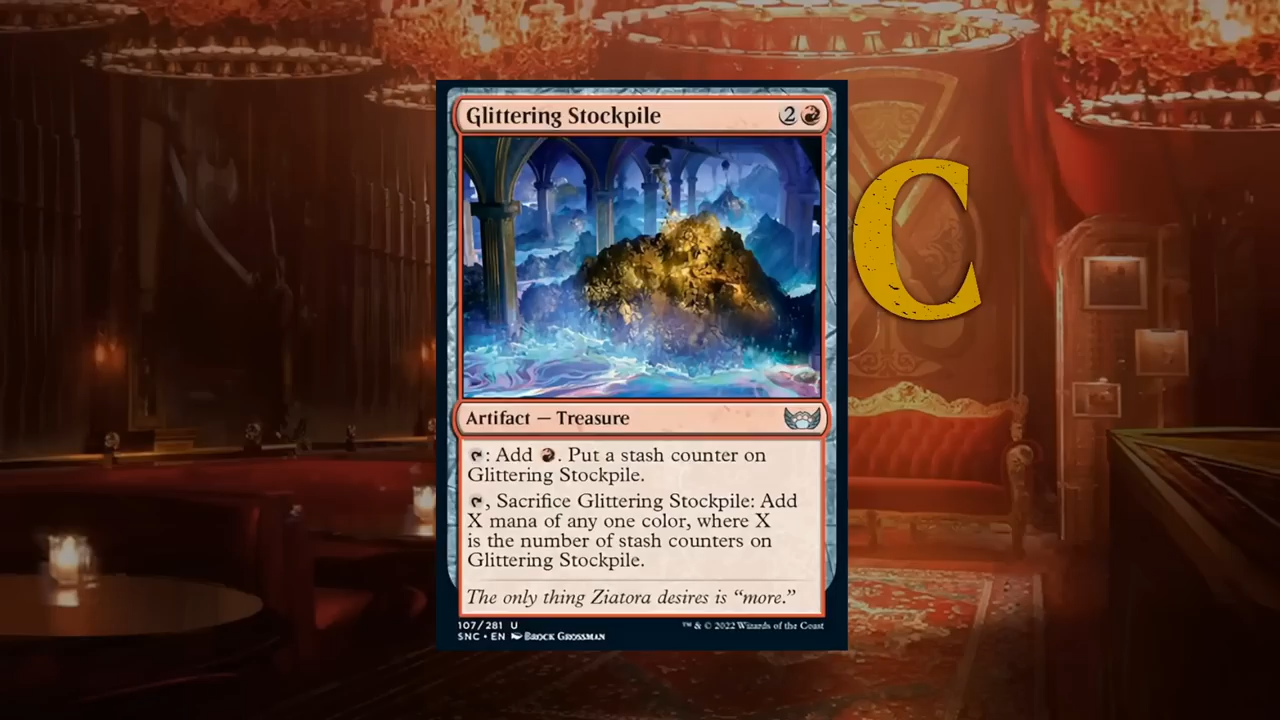 Glittering Stockpile 2
C
Artifact — Treasure
: Add . Put a stash counter on
Glittering Stockpile.
, Sacrifice Glittering Stockpile: Add
X mana of any one color, where X
is the number of stash counters on
Glittering Stockpile.
The only thing Ziatora desires is “more.”
107/281 U
SNC • EN Brock Grossman
™ & © 2022 Wizards of the Coast